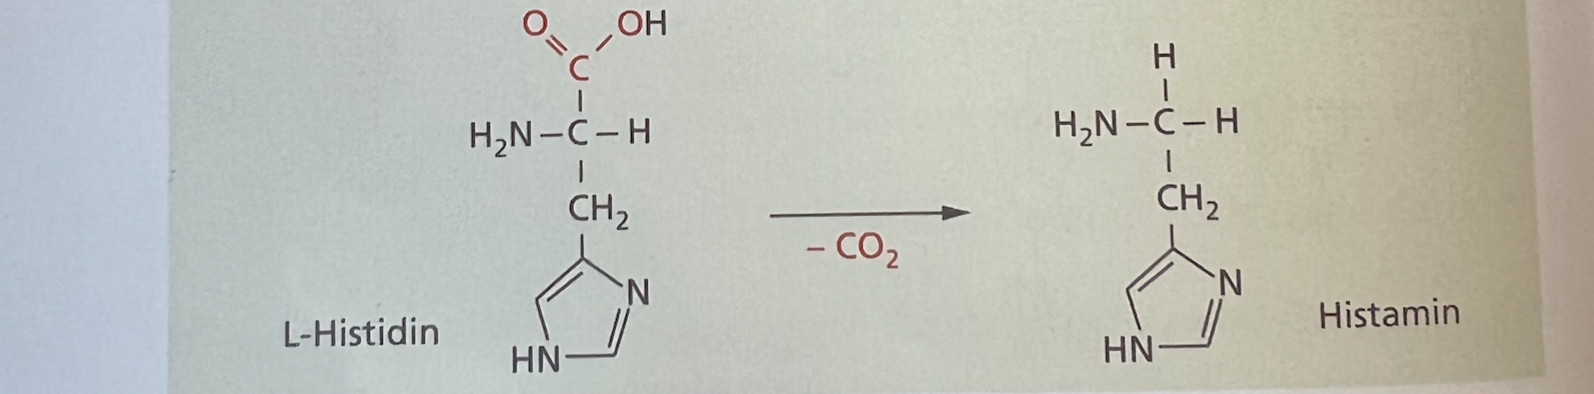 O OH
C
H₂N–C–H
CH₂
N
HN
L-Histidin
– CO₂
H
H₂N–C–H
CH₂
N
HN
Histamin